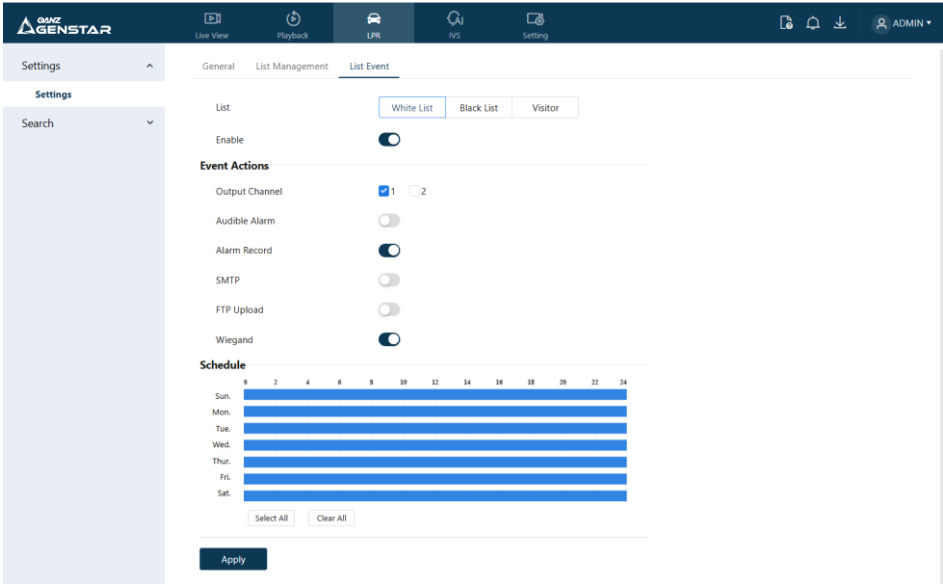 GANZ
AGENSTAR
Live View
Playback
LPR
AI
IVS
Setting
ADMIN
Settings
Settings
Search
General List Management List Event
List White List Black List Visitor
Enable
Event Actions
Output Channel 1 2
Audible Alarm
Alarm Record
SMTP
FTP Upload
Wiegand
Schedule
0 2 4 6 8 10 12 14 16 18 20 22 24
Sun.
Mon.
Tue.
Wed.
Thur.
Fri.
Sat.
Select All Clear All
Apply